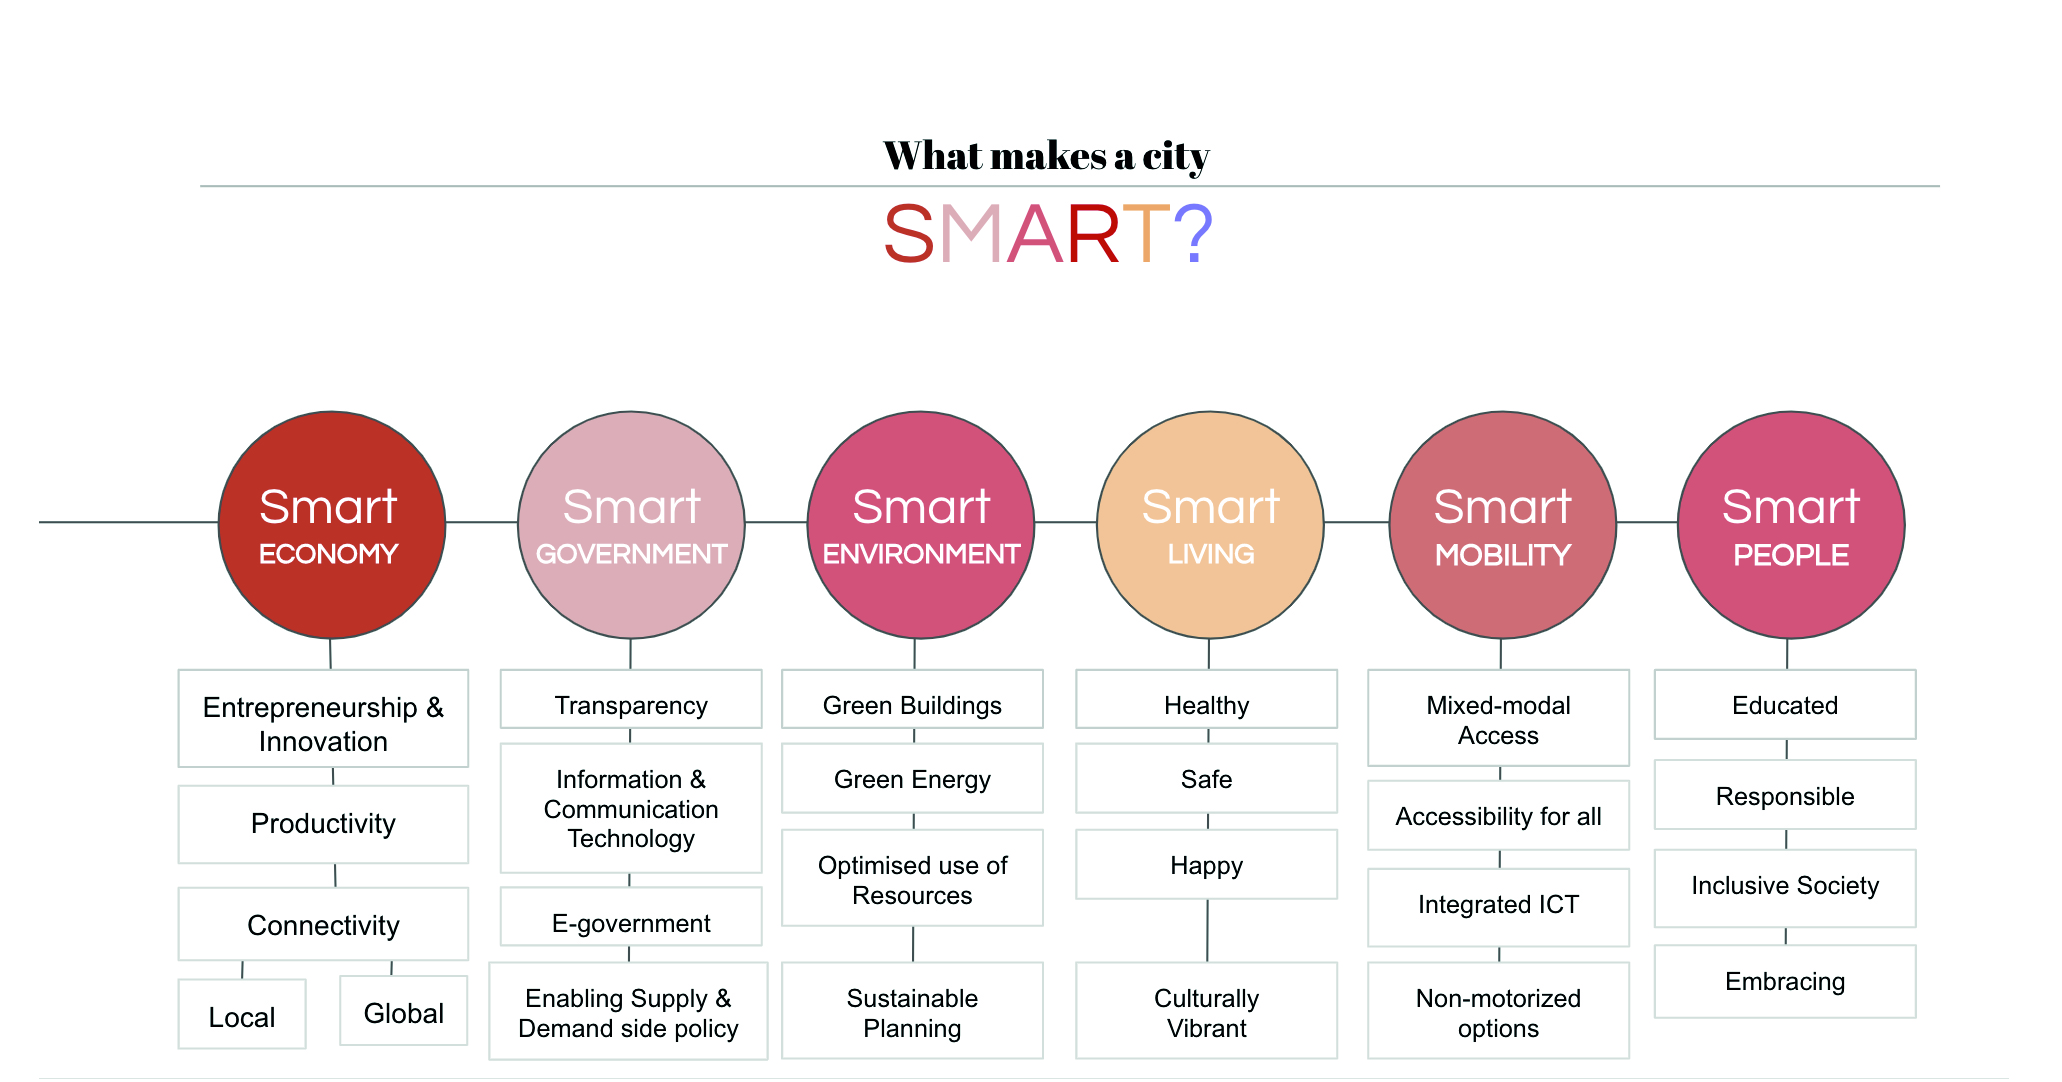 What makes a city
SMART?
Smart
ECONOMY
Entrepreneurship &
Innovation
Productivity
Connectivity
Local
Global
Smart
GOVERNMENT
Transparency
Information &
Communication
Technology
E-government
Enabling Supply &
Demand side policy
Smart
ENVIRONMENT
Green Buildings
Green Energy
Optimised use of
Resources
Sustainable
Planning
Smart
LIVING
Healthy
Safe
Happy
Culturally
Vibrant
Smart
MOBILITY
Mixed-modal
Access
Accessibility for all
Integrated ICT
Non-motorized
options
Smart
PEOPLE
Educated
Responsible
Inclusive Society
Embracing